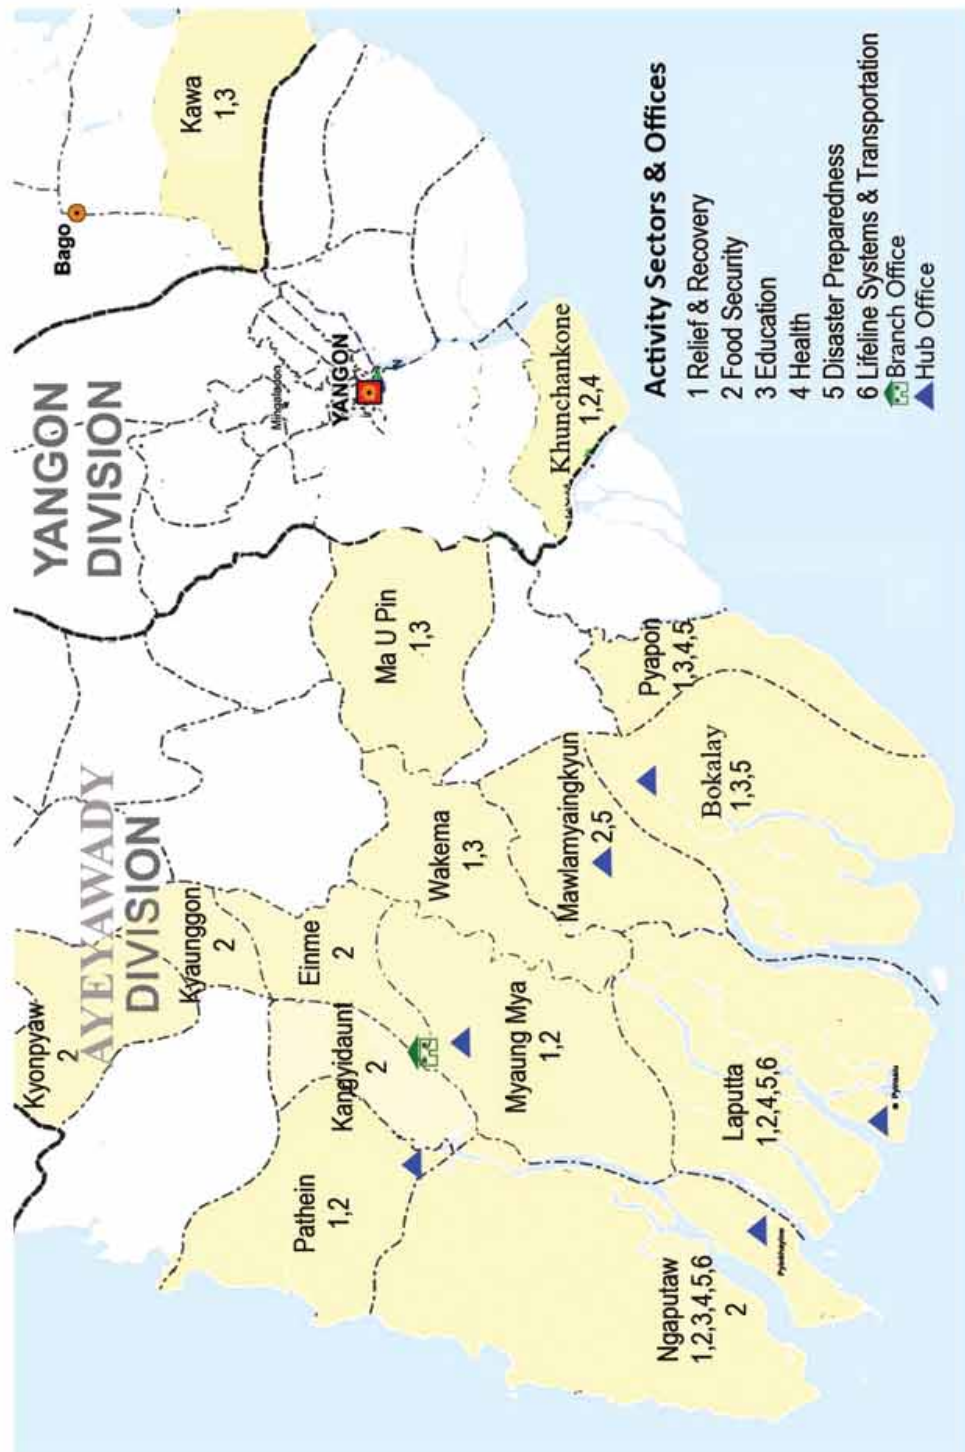 Kyonpyaw
2
AYEYAWADY
DIVISION
Kyaunggon
2
Einme
2
Kangyidaunt
2
Pathein
1,2
Myaung Mya
1,2
Wakema
1,3
Ma U Pin
1,3
Mawlamyaingkyun
2,5
Bokalay
1,3,5
Pyapon
1,3,4,5
Laputta
1,2,4,5,6
Ngaputaw
1,2,3,4,5,6
2
YANGON
DIVISION
Bago
Kawa
1,3
Mingaladon
YANGON
Khunchankone
1,2,4
Activity Sectors & Offices
1 Relief & Recovery
2 Food Security
3 Education
4 Health
5 Disaster Preparedness
6 Lifeline Systems & Transportation
Branch Office
Hub Office